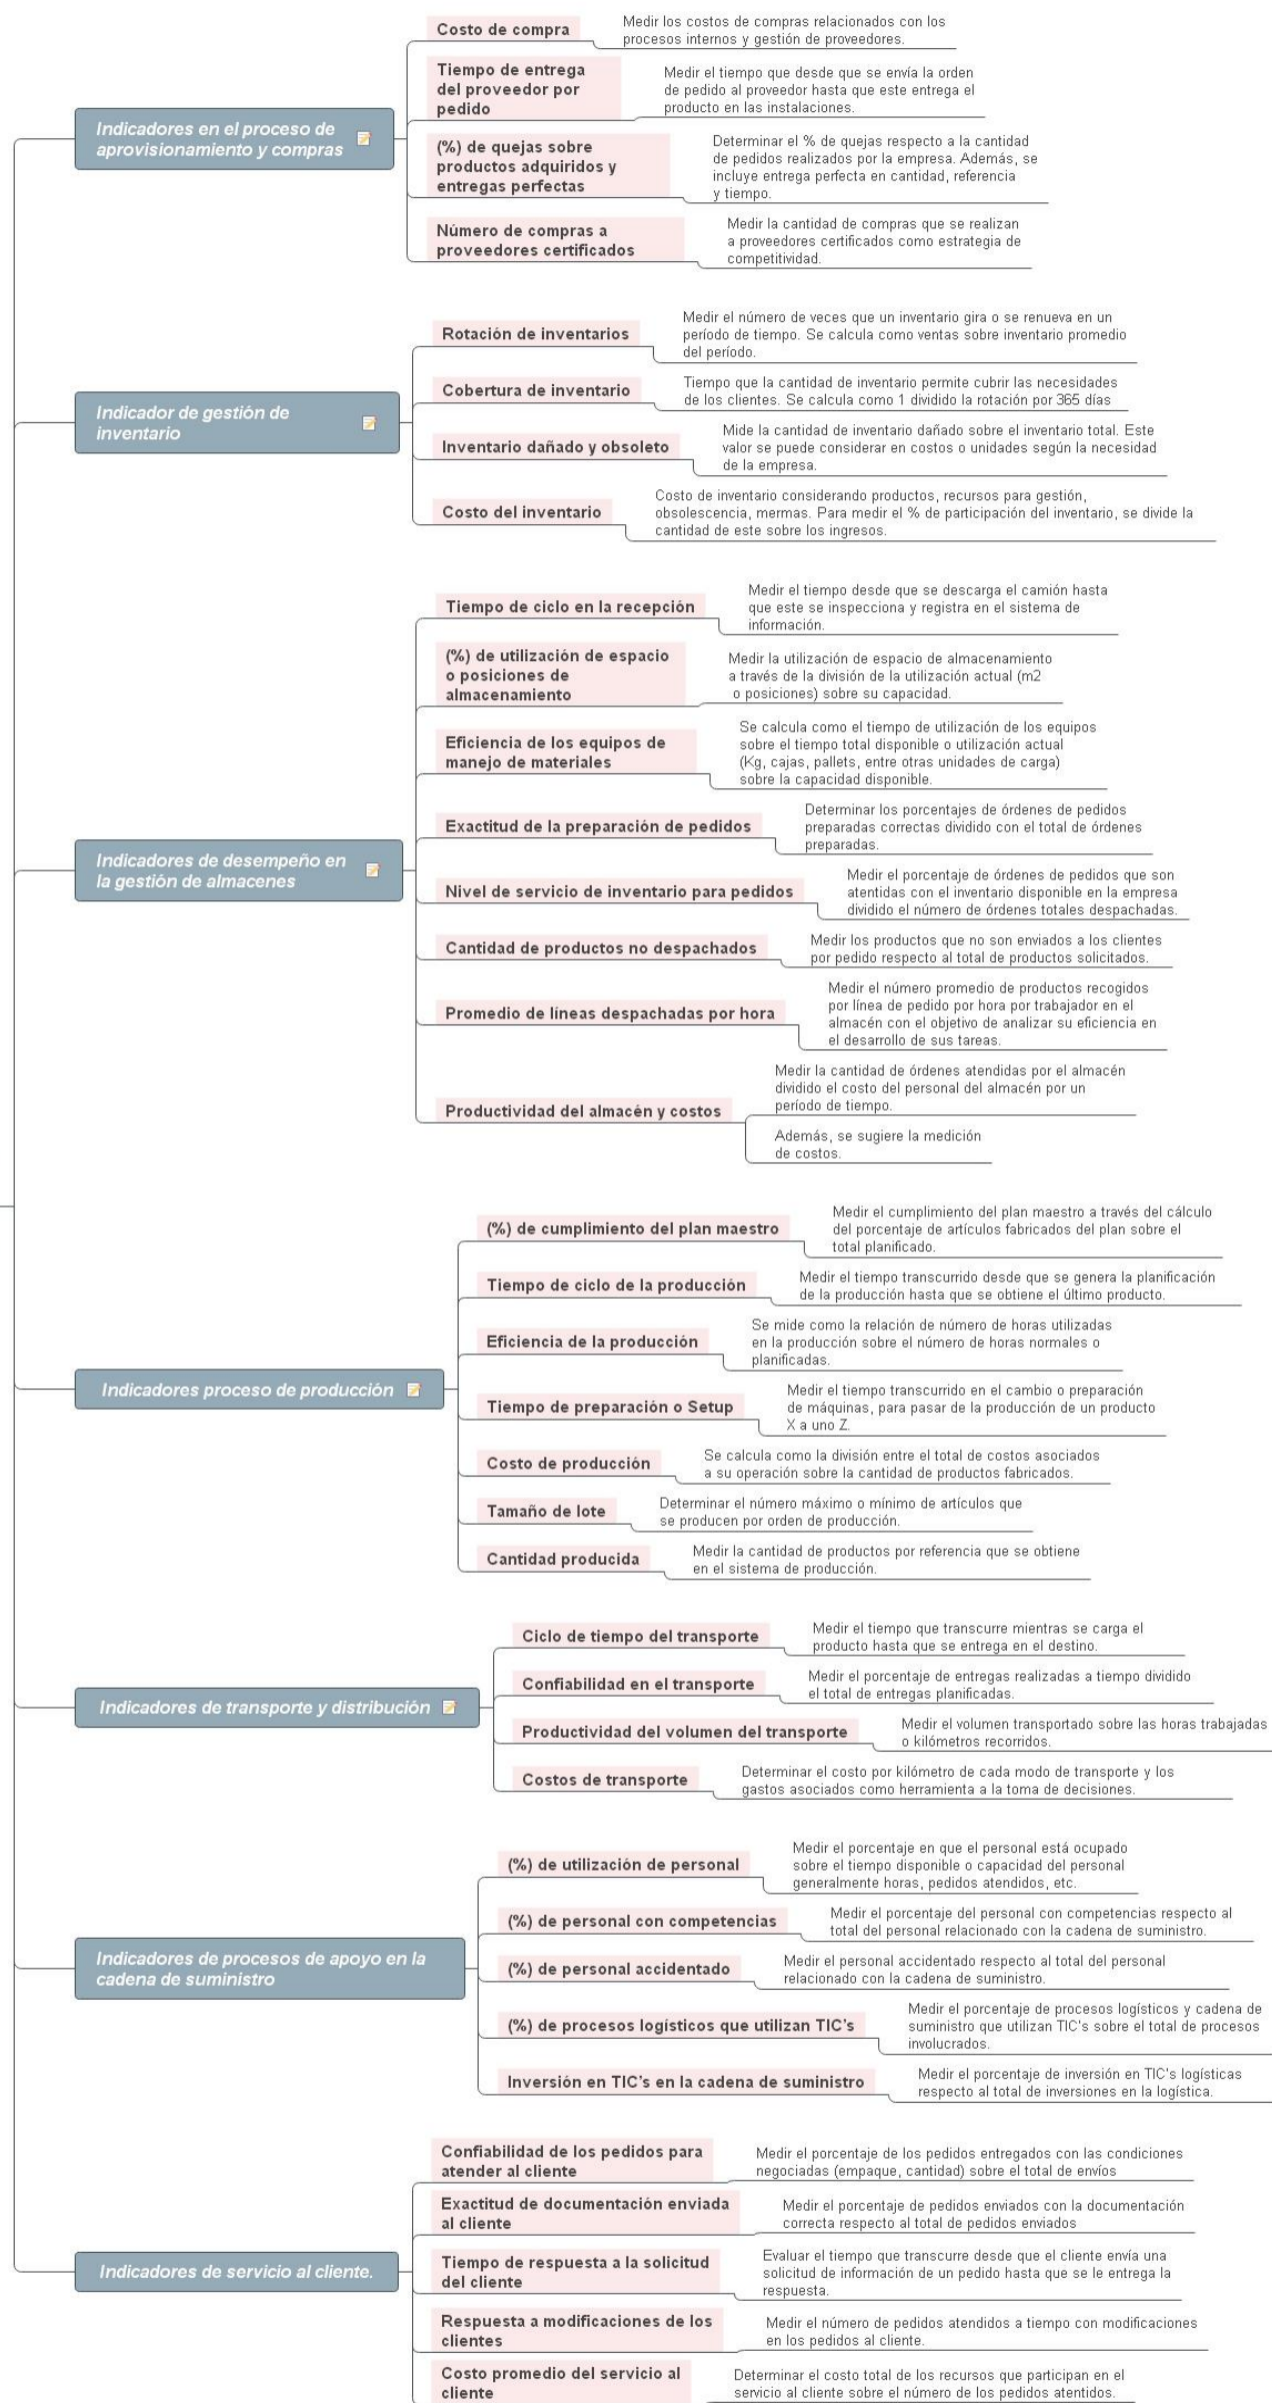 Indicadores en el proceso de
aprovisionamiento y compras
Costo de compra
Medir los costos de compras relacionados con los
procesos internos y gestión de proveedores.
Tiempo de entrega
del proveedor por
pedido
Medir el tiempo que desde que se envía la orden
de pedido al proveedor hasta que este entrega el
producto en las instalaciones.
(%) de quejas sobre
productos adquiridos y
entregas perfectas
Determinar el % de quejas respecto a la cantidad
de pedidos realizados por la empresa. Además, se
incluye entrega perfecta en cantidad, referencia
y tiempo.
Número de compras a
proveedores certificados
Medir la cantidad de compras que se realizan
a proveedores certificados como estrategia de
competitividad.
Indicador de gestión de
inventario
Rotación de inventarios
Medir el número de veces que un inventario gira o se renueva en un
período de tiempo. Se calcula como ventas sobre inventario promedio
del período.
Cobertura de inventario
Tiempo que la cantidad de inventario permite cubrir las necesidades
de los clientes. Se calcula como 1 dividido la rotación por 365 días
Inventario dañado y obsoleto
Mide la cantidad de inventario dañado sobre el inventario total. Este
valor se puede considerar en costos o unidades según la necesidad
de la empresa.
Costo del inventario
Costo de inventario considerando productos, recursos para gestión,
obsolescencia, mermas. Para medir el % de participación del inventario, se divide la
cantidad de este sobre los ingresos.
Indicadores de desempeño en
la gestión de almacenes
Tiempo de ciclo en la recepción
Medir el tiempo desde que se descarga el camión hasta
que este se inspecciona y registra en el sistema de
información.
(%) de utilización de espacio
o posiciones de
almacenamiento
Medir la utilización de espacio de almacenamiento
a través de la división de la utilización actual (m2
o posiciones) sobre su capacidad.
Eficiencia de los equipos de
manejo de materiales
Se calcula como el tiempo de utilización de los equipos
sobre el tiempo total disponible o utilización actual
(Kg, cajas, pallets, entre otras unidades de carga)
sobre la capacidad disponible.
Exactitud de la preparación de pedidos
Determinar los porcentajes de órdenes de pedidos
preparadas correctas dividido con el total de órdenes
preparadas.
Nivel de servicio de inventario para pedidos
Medir el porcentaje de órdenes de pedidos que son
atentidas con el inventario disponible en la empresa
dividido el número de órdenes totales despachadas.
Cantidad de productos no despachados
Medir los productos que no son enviados a los clientes
por pedido respecto al total de productos solicitados.
Promedio de líneas despachadas por hora
Medir el número promedio de productos recogidos
por línea de pedido por hora por trabajador en el
almacén con el objetivo de analizar su eficiencia en
el desarrollo de sus tareas.
Productividad del almacén y costos
Medir la cantidad de órdenes atendidas por el almacén
dividido el costo del personal del almacén por un
período de tiempo.
Además, se sugiere la medición
de costos.
Indicadores proceso de producción
(%) de cumplimiento del plan maestro
Medir el cumplimiento del plan maestro a través del cálculo
del porcentaje de artículos fabricados del plan sobre el
total planificado.
Tiempo de ciclo de la producción
Medir el tiempo transcurrido desde que se genera la planificación
de la producción hasta que se obtiene el último producto.
Eficiencia de la producción
Se mide como la relación de número de horas utilizadas
en la producción sobre el número de horas normales o
planificadas.
Tiempo de preparación o Setup
Medir el tiempo transcurrido en el cambio o preparación
de máquinas, para pasar de la producción de un producto
X a uno Z.
Costo de producción
Se calcula como la división entre el total de costos asociados
a su operación sobre la cantidad de productos fabricados.
Tamaño de lote
Determinar el número máximo o mínimo de artículos que
se producen por orden de producción.
Cantidad producida
Medir la cantidad de productos por referencia que se obtiene
en el sistema de producción.
Indicadores de transporte y distribución
Ciclo de tiempo del transporte
Medir el tiempo que transcurre mientras se carga el
producto hasta que se entrega en el destino.
Confiabilidad en el transporte
Medir el porcentaje de entregas realizadas a tiempo dividido
el total de entregas planificadas.
Productividad del volumen del transporte
Medir el volumen transportado sobre las horas trabajadas
o kilómetros recorridos.
Costos de transporte
Determinar el costo por kilómetro de cada modo de transporte y los
gastos asociados como herramienta a la toma de decisiones.
Indicadores de procesos de apoyo en la
cadena de suministro
(%) de utilización de personal
Medir el porcentaje en que el personal está ocupado
sobre el tiempo disponible o capacidad del personal
generalmente horas, pedidos atendidos, etc.
(%) de personal con competencias
Medir el porcentaje del personal con competencias respecto al
total del personal relacionado con la cadena de suministro.
(%) de personal accidentado
Medir el personal accidentado respecto al total del personal
relacionado con la cadena de suministro.
(%) de procesos logísticos que utilizan TIC's
Medir el porcentaje de procesos logísticos y cadena de
suministro que utilizan TIC's sobre el total de procesos
involucrados.
Inversión en TIC's en la cadena de suministro
Medir el porcentaje de inversión en TIC's logísticas
respecto al total de inversiones en la logística.
Indicadores de servicio al cliente.
Confiabilidad de los pedidos para
atender al cliente
Medir el porcentaje de los pedidos entregados con las condiciones
negociadas (empaque, cantidad) sobre el total de envíos
Exactitud de documentación enviada
al cliente
Medir el porcentaje de pedidos enviados con la documentación
correcta respecto al total de pedidos enviados
Tiempo de respuesta a la solicitud
del cliente
Evaluar el tiempo que transcurre desde que el cliente envía una
solicitud de información de un pedido hasta que se le entrega la
respuesta.
Respuesta a modificaciones de los
clientes
Medir el número de pedidos atendidos a tiempo con modificaciones
en los pedidos al cliente.
Costo promedio del servicio al
cliente
Determinar el costo total de los recursos que participan en el
servicio al cliente sobre el número de los pedidos atentidos.